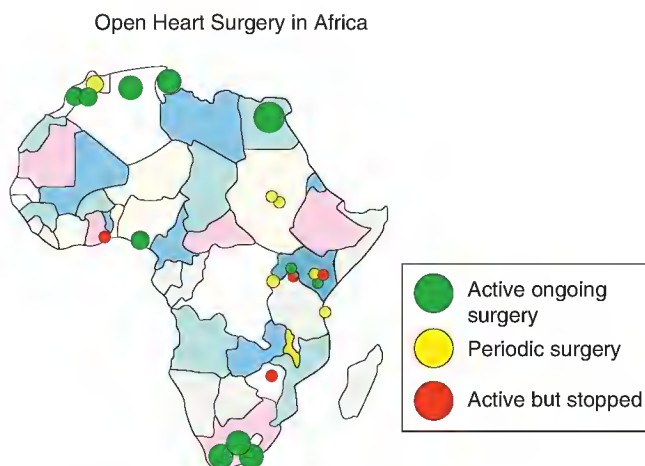 Open Heart Surgery in Africa
Active ongoing
surgery
Periodic surgery
Active but stopped